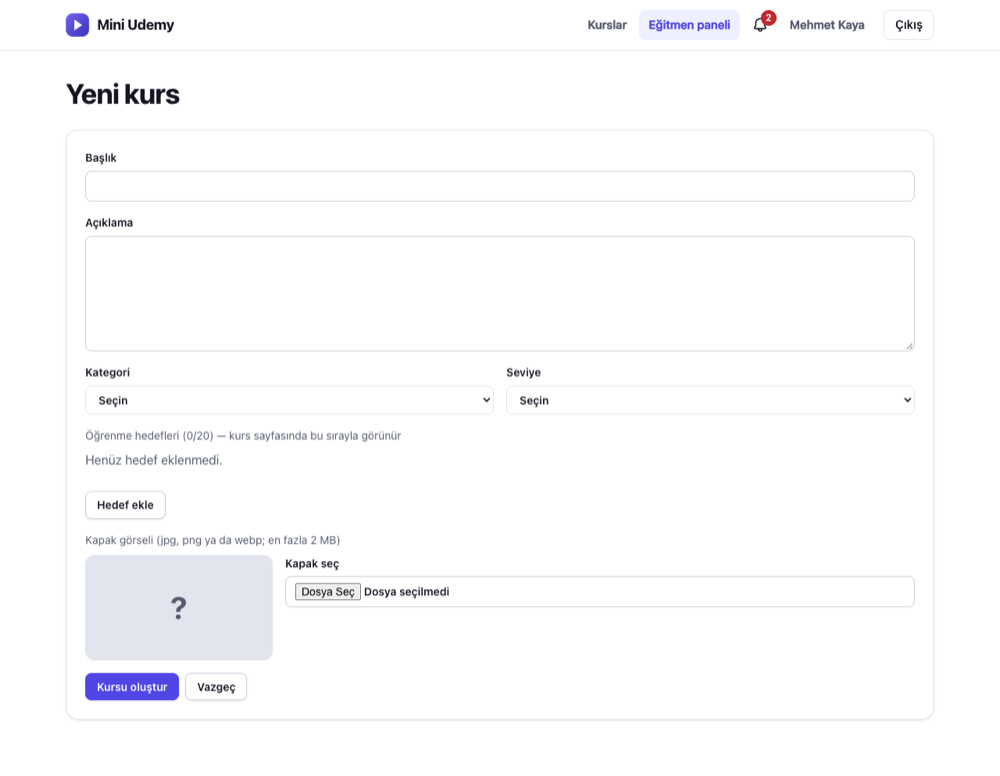 Mini Udemy
Kurslar Eğitmen paneli 2 Mehmet Kaya Çıkış
Yeni kurs
Başlık
Açıklama
Kategori Seviye
Seçin Seçin
Öğrenme hedefleri (0/20) — kurs sayfasında bu sırayla görünür
Henüz hedef eklenmedi.
Hedef ekle
Kapak görseli (jpg, png ya da webp; en fazla 2 MB)
Kapak seç
Dosya Seç Dosya seçilmedi
?
Kursu oluştur Vazgeç